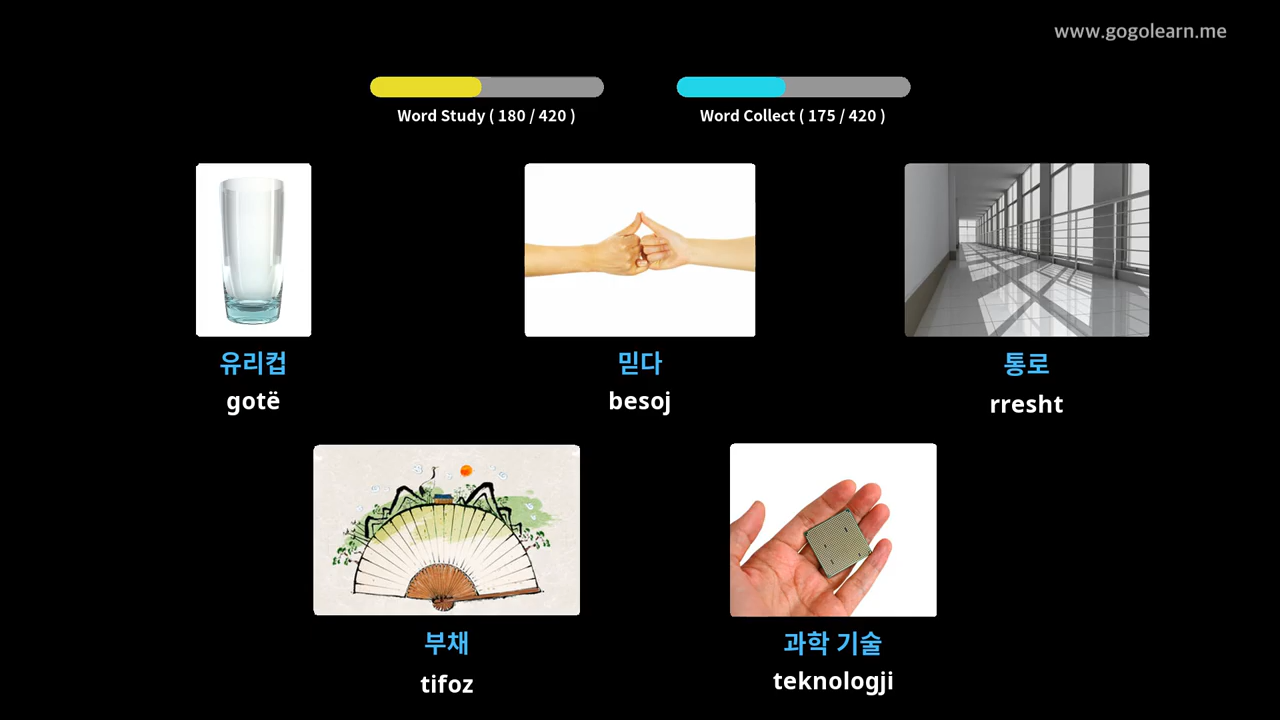 www.gogolearn.me
Word Study ( 180 / 420 )
Word Collect ( 175 / 420 )
유리컵
gotë
믿다
besoj
통로
rresht
부채
tifoz
과학 기술
teknologji